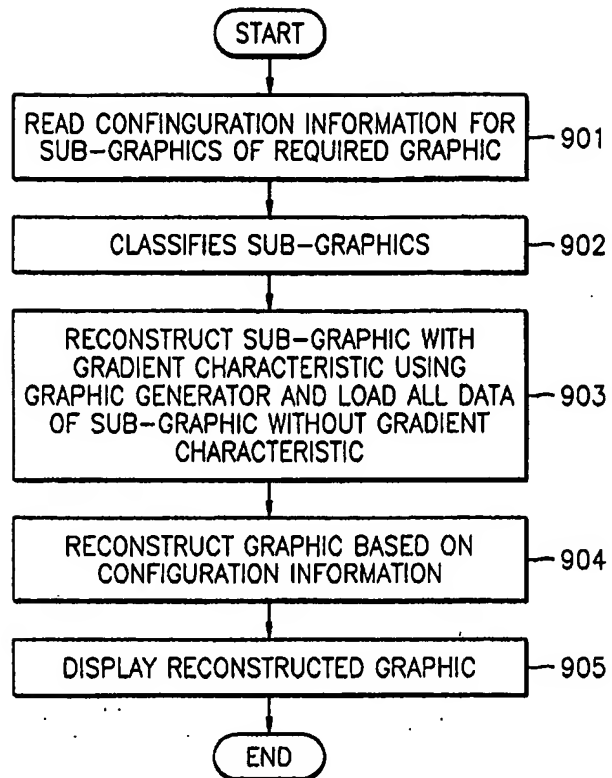 START
READ CONFINGURATION INFORMATION FOR
SUB-GRAPHICS OF REQUIRED GRAPHIC
901
CLASSIFIES SUB-GRAPHICS
902
RECONSTRUCT SUB-GRAPHIC WITH
GRADIENT CHARACTERISTIC USING
GRAPHIC GENERATOR AND LOAD ALL DATA
OF SUB-GRAPHIC WITHOUT GRADIENT
CHARACTERISTIC
903
RECONSTRUCT GRAPHIC BASED ON
CONFIGURATION INFORMATION
904
DISPLAY RECONSTRUCTED GRAPHIC
905
END